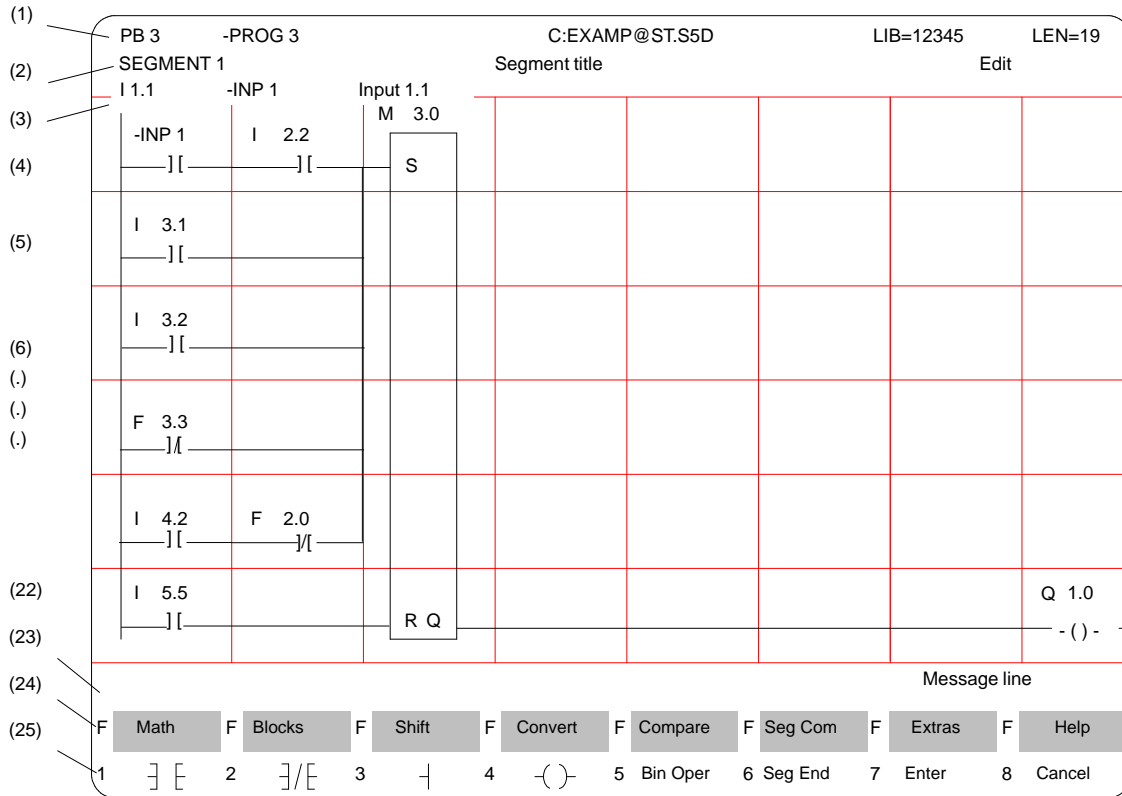 (1)
PB 3 -PROG 3 C:EXAMP@ST.S5D LIB=12345 LEN=19
(2) SEGMENT 1 Segment title Edit
I 1.1 -INP 1 Input 1.1
(3) M 3.0
-INP 1 I 2.2
(4) ] [ ] [ S
I 3.1
(5) ] [
I 3.2
(6) ] [
(.)
(.)
F 3.3
(.) ]/[
I 4.2 F 2.0
] [ ]/[
(22) I 5.5 Q 1.0
] [ R Q - ( ) -
(23)
(24) Message line
(25) F Math F Blocks F Shift F Convert F Compare F Seg Com F Extras F Help
1 ] [ 2 ]/[ 3 ┤ 4 -( )- 5 Bin Oper 6 Seg End 7 Enter 8 Cancel